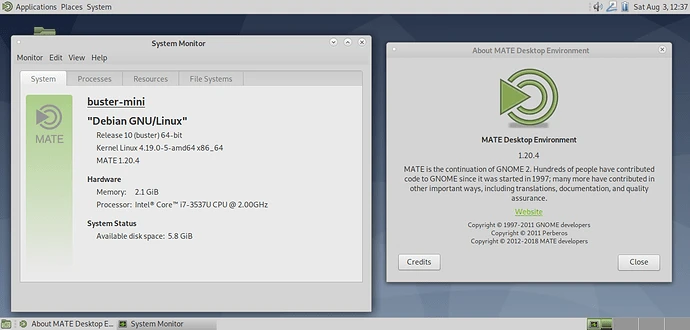 Applications Places System
Sat Aug 3, 12:37
System Monitor
Monitor Edit View Help
System Processes Resources File Systems
MATE
buster-mini
"Debian GNU/Linux"
Release 10 (buster) 64-bit
Kernel Linux 4.19.0-5-amd64 x86_64
MATE 1.20.4
Hardware
Memory: 2.1 GiB
Processor: Intel® Core™ i7-3537U CPU @ 2.00GHz
System Status
Available disk space: 5.8 GiB
About MATE Desktop Environment
MATE Desktop Environment
1.20.4
MATE is the continuation of GNOME 2. Hundreds of people have contributed
code to GNOME since it was started in 1997; many more have contributed in
other important ways, including translations, documentation, and quality
assurance.
Website
Copyright © 1997-2011 GNOME developers
Copyright © 2011 Perberos
Copyright © 2012-2018 MATE developers
Credits Close
About MATE Desktop E... System Monitor